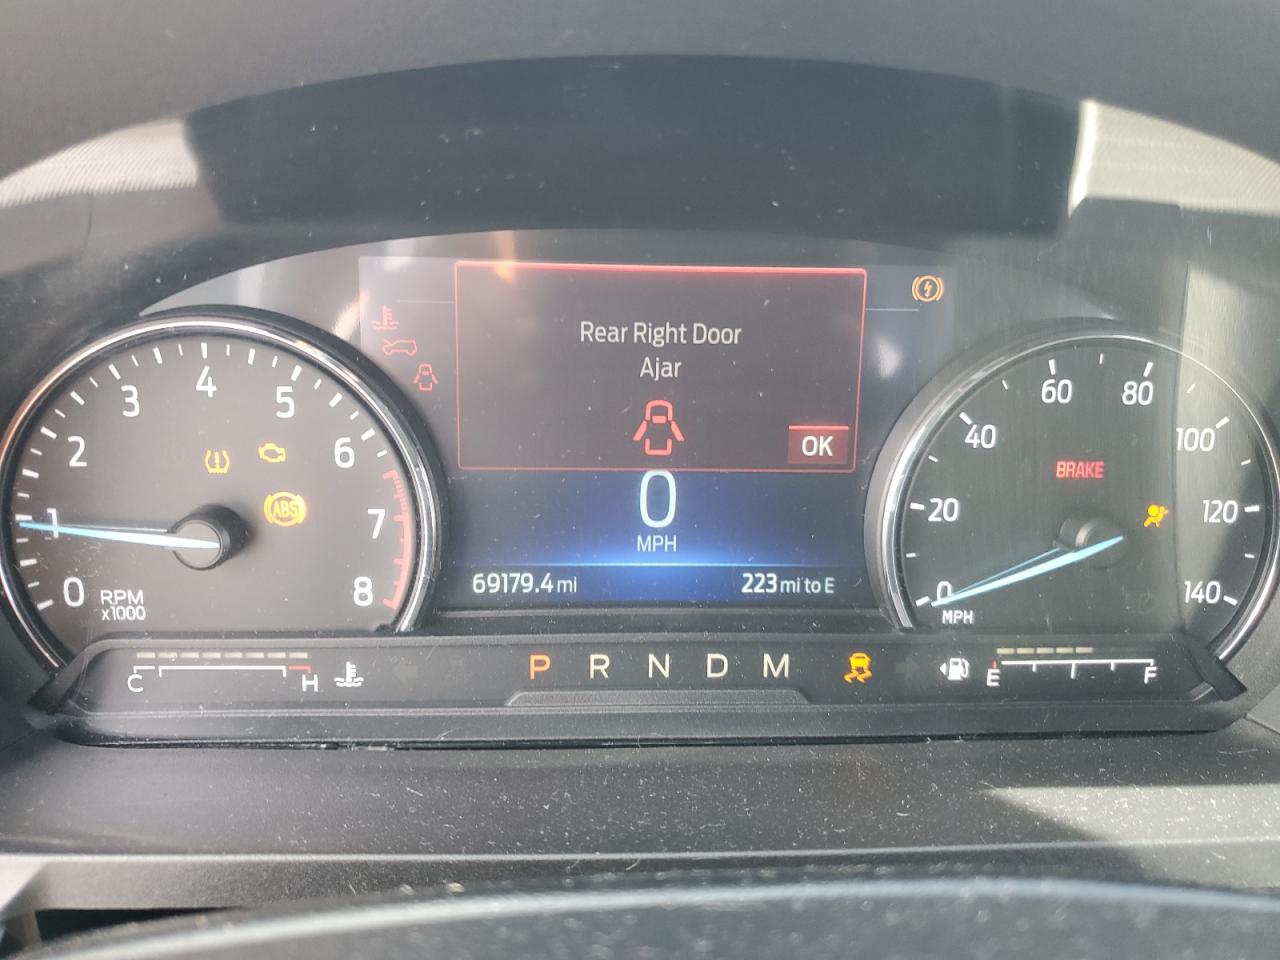 Rear Right Door
Ajar
OK
0
MPH
69179.4 mi
223 mi to E
0
1
2
3
4
5
6
7
8
RPM
x1000
ABS
0
20
40
60
80
100
120
140
MPH
BRAKE
C
H
P R N D M
E
F